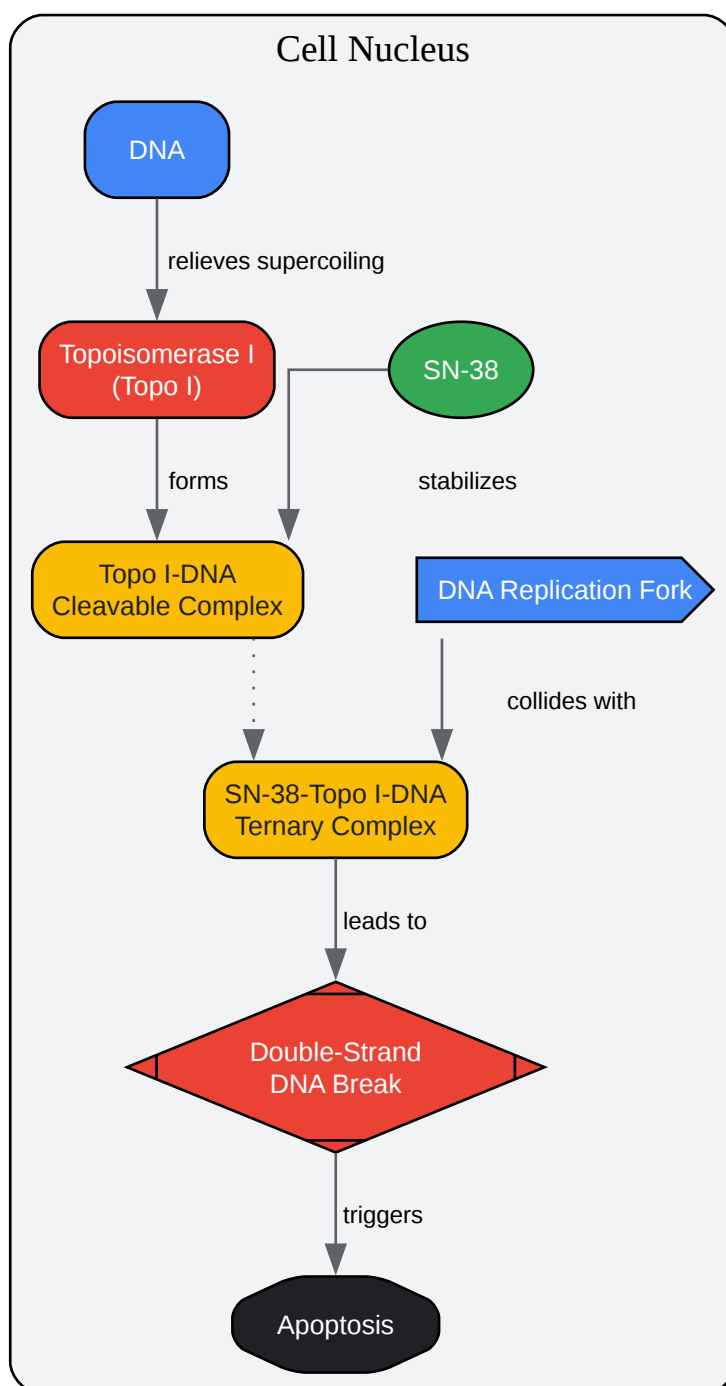 Cell Nucleus
DNA
relieves supercoiling
Topoisomerase I
(Topo I)
SN-38
forms
stabilizes
Topo I-DNA
Cleavable Complex
DNA Replication Fork
collides with
SN-38-Topo I-DNA
Ternary Complex
leads to
Double-Strand
DNA Break
triggers
Apoptosis